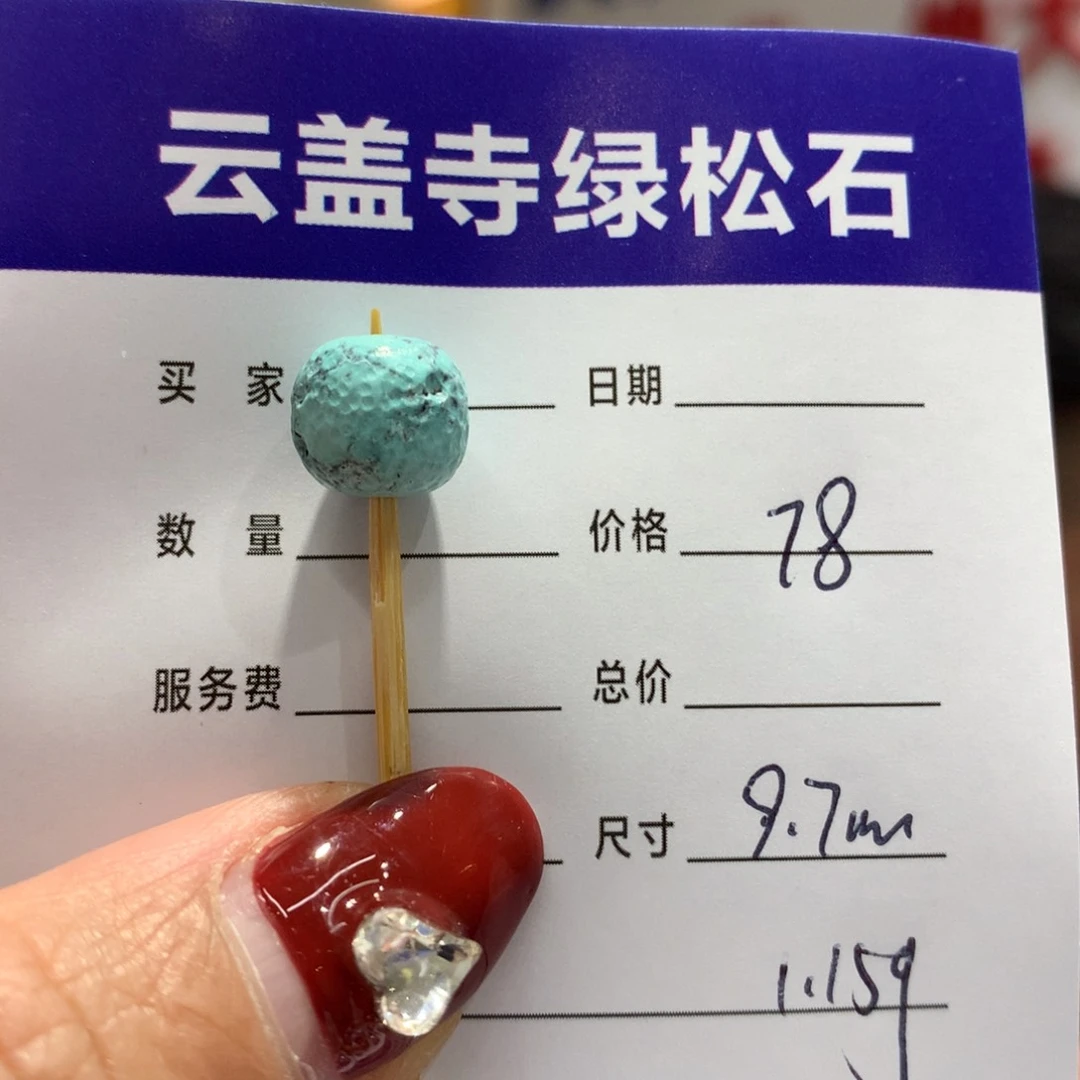 云盖寺绿松石
买 家 日期
数 量 价格 78
服务费 总价
尺寸 9.7mm
1.15g